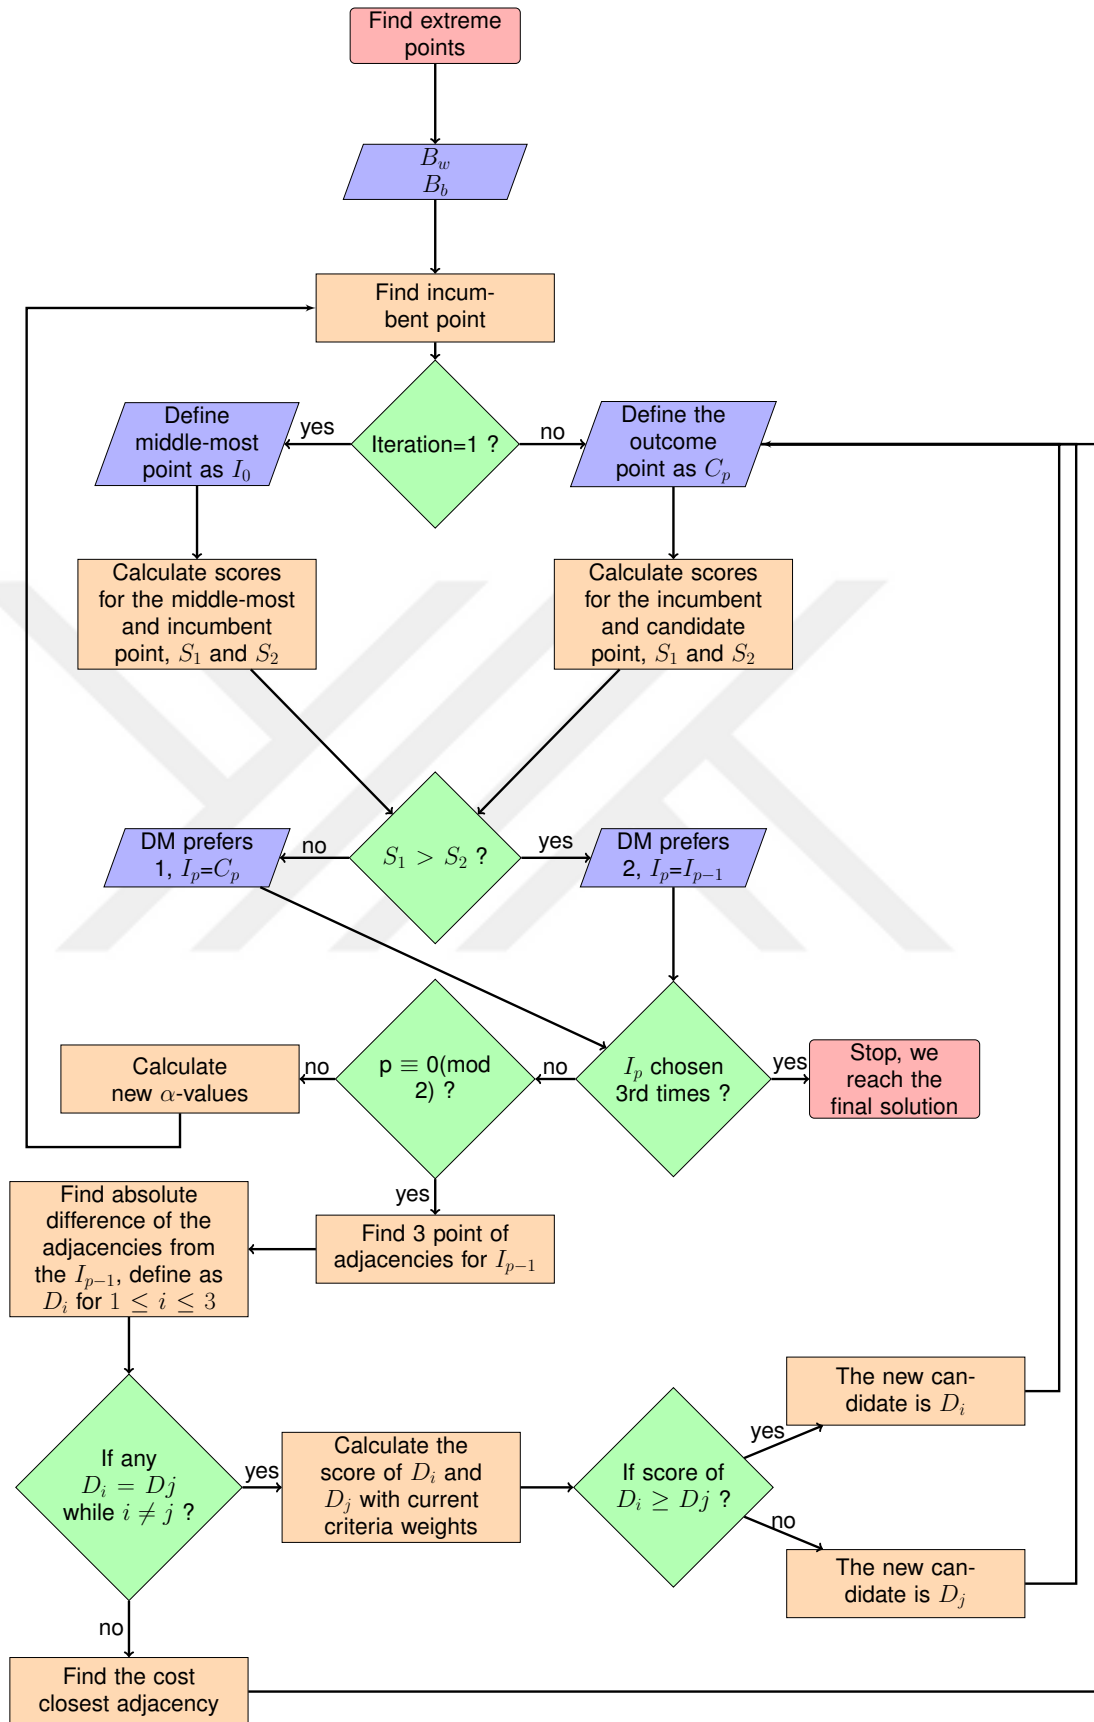 Find extreme
points
B_w
B_b
Find incum-
bent point
Iteration=1 ?
yes
no
Define
middle-most
point as I_0
Define the
outcome
point as C_p
Calculate scores
for the middle-most
and incumbent
point, S_1 and S_2
Calculate scores
for the incumbent
and candidate
point, S_1 and S_2
S_1 > S_2 ?
no
yes
DM prefers
1, I_p=C_p
DM prefers
2, I_p=I_{p−1}
I_p chosen
3rd times ?
yes
no
Stop, we
reach the
final solution
p ≡ 0(mod
2) ?
no
yes
Calculate
new α-values
Find 3 point of
adjacencies for I_{p−1}
Find absolute
difference of the
adjacencies from
the I_{p−1}, define as
D_i for 1 ≤ i ≤ 3
If any
D_i = Dj
while i ≠ j ?
yes
no
Calculate the
score of D_i and
D_j with current
criteria weights
If score of
D_i ≥ Dj ?
yes
no
The new can-
didate is D_i
The new can-
didate is D_j
Find the cost
closest adjacency